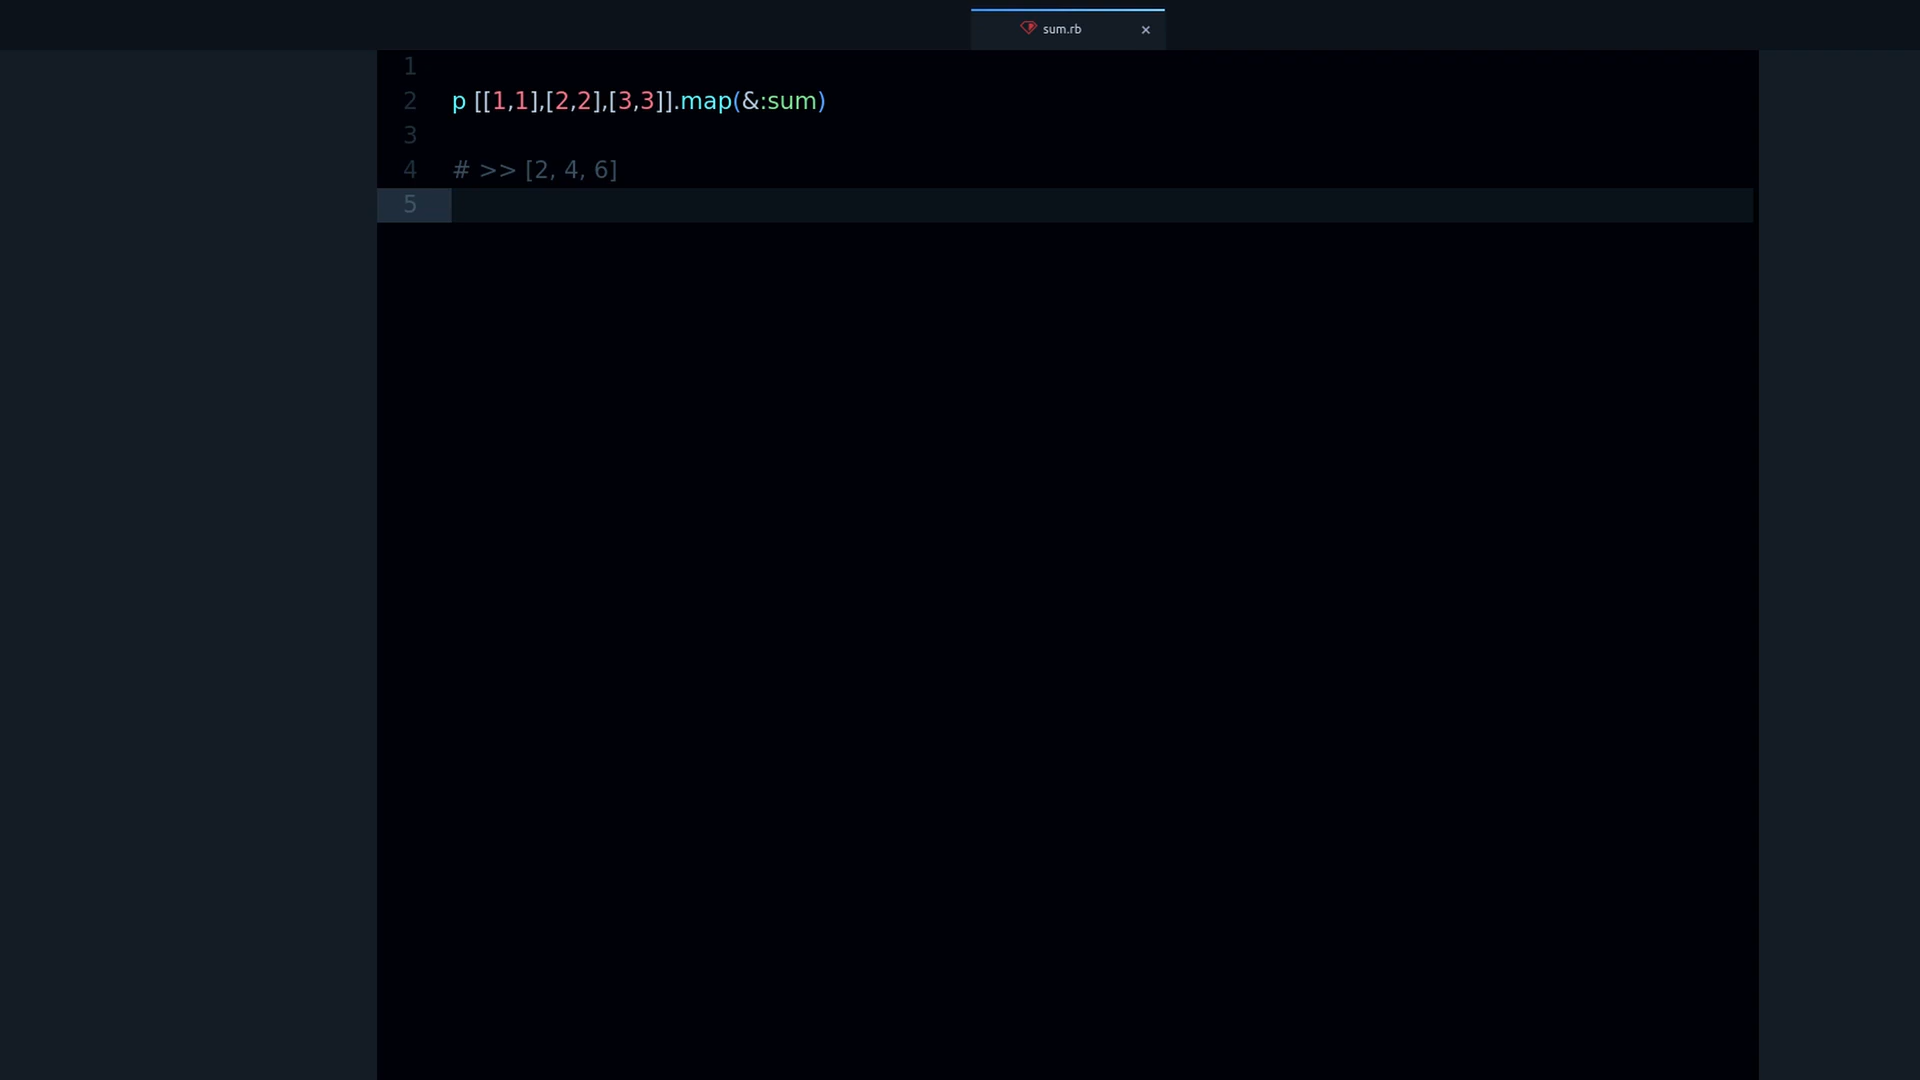 sum.rb ×
1
2 p [[1,1],[2,2],[3,3]].map(&:sum)
3
4 # >> [2, 4, 6]
5